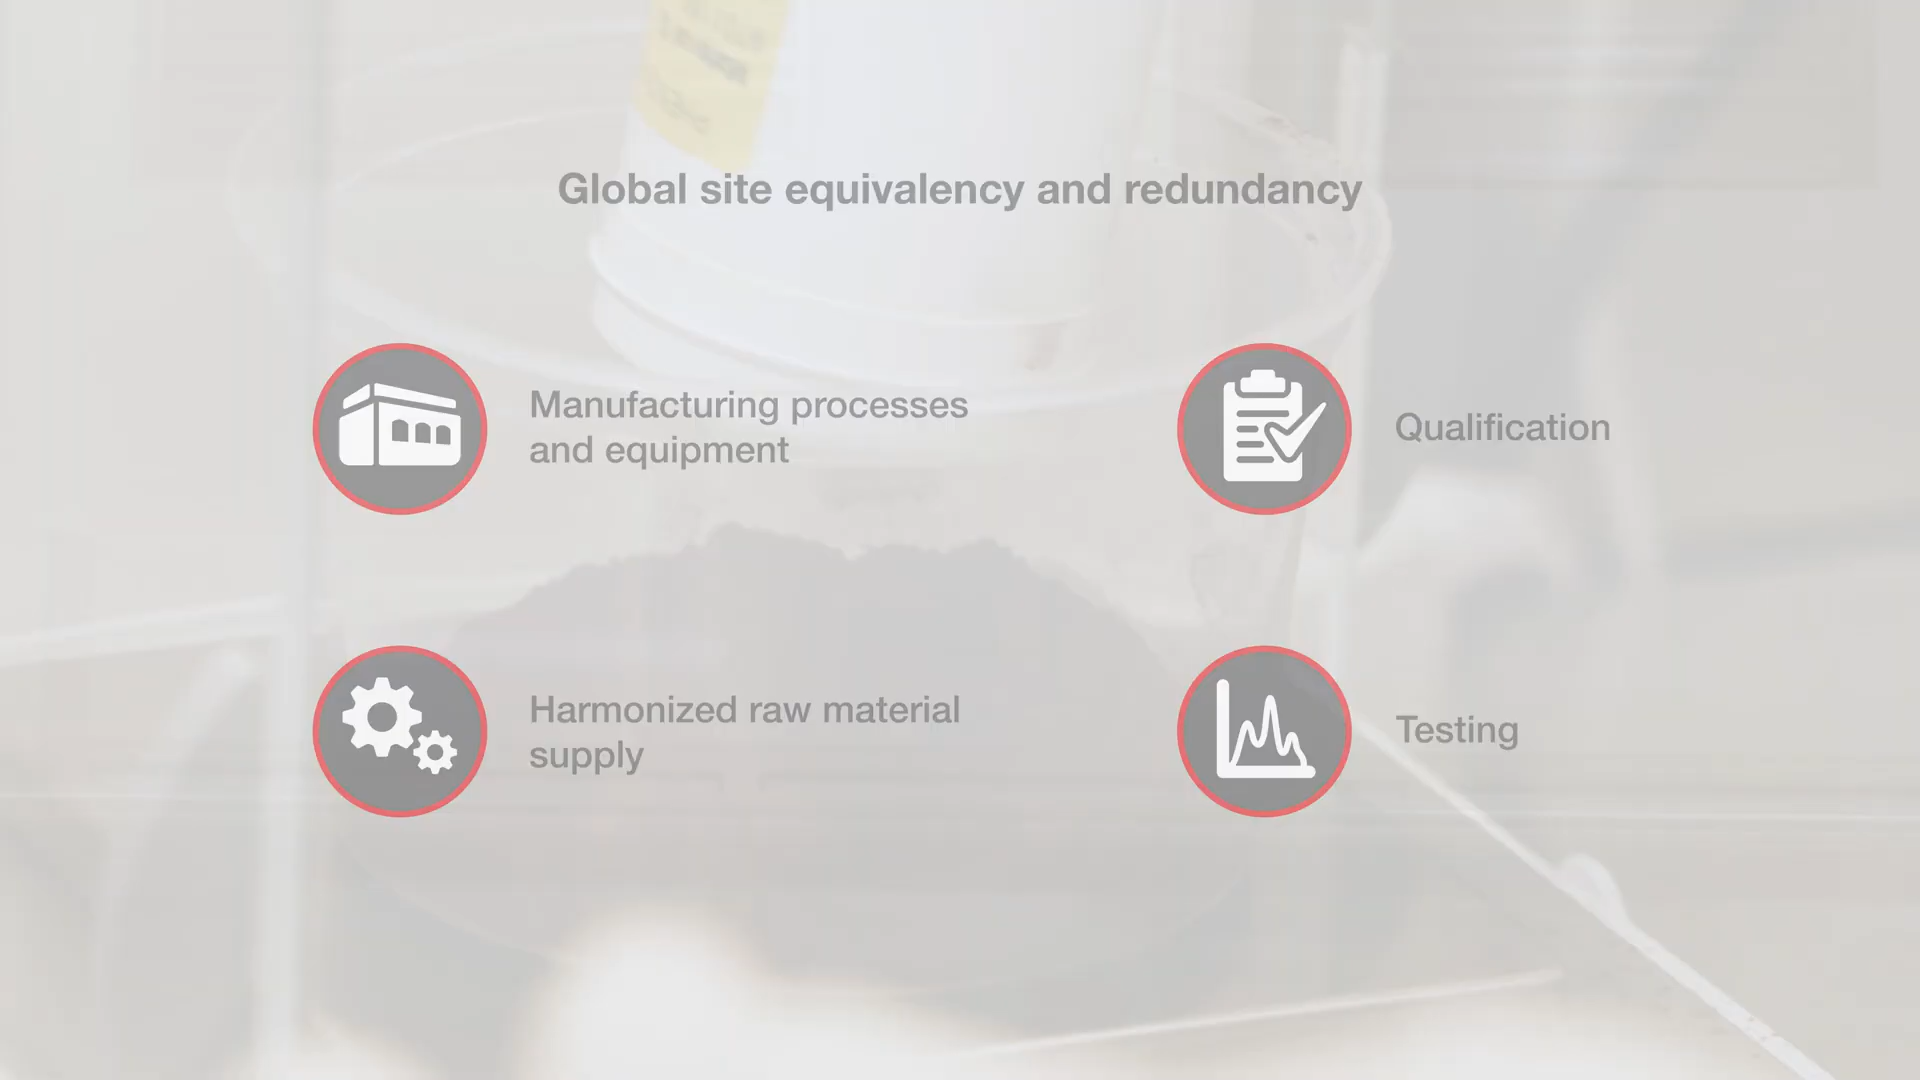 Global site equivalency and redundancy
Manufacturing processes
and equipment
Qualification
Harmonized raw material
supply
Testing